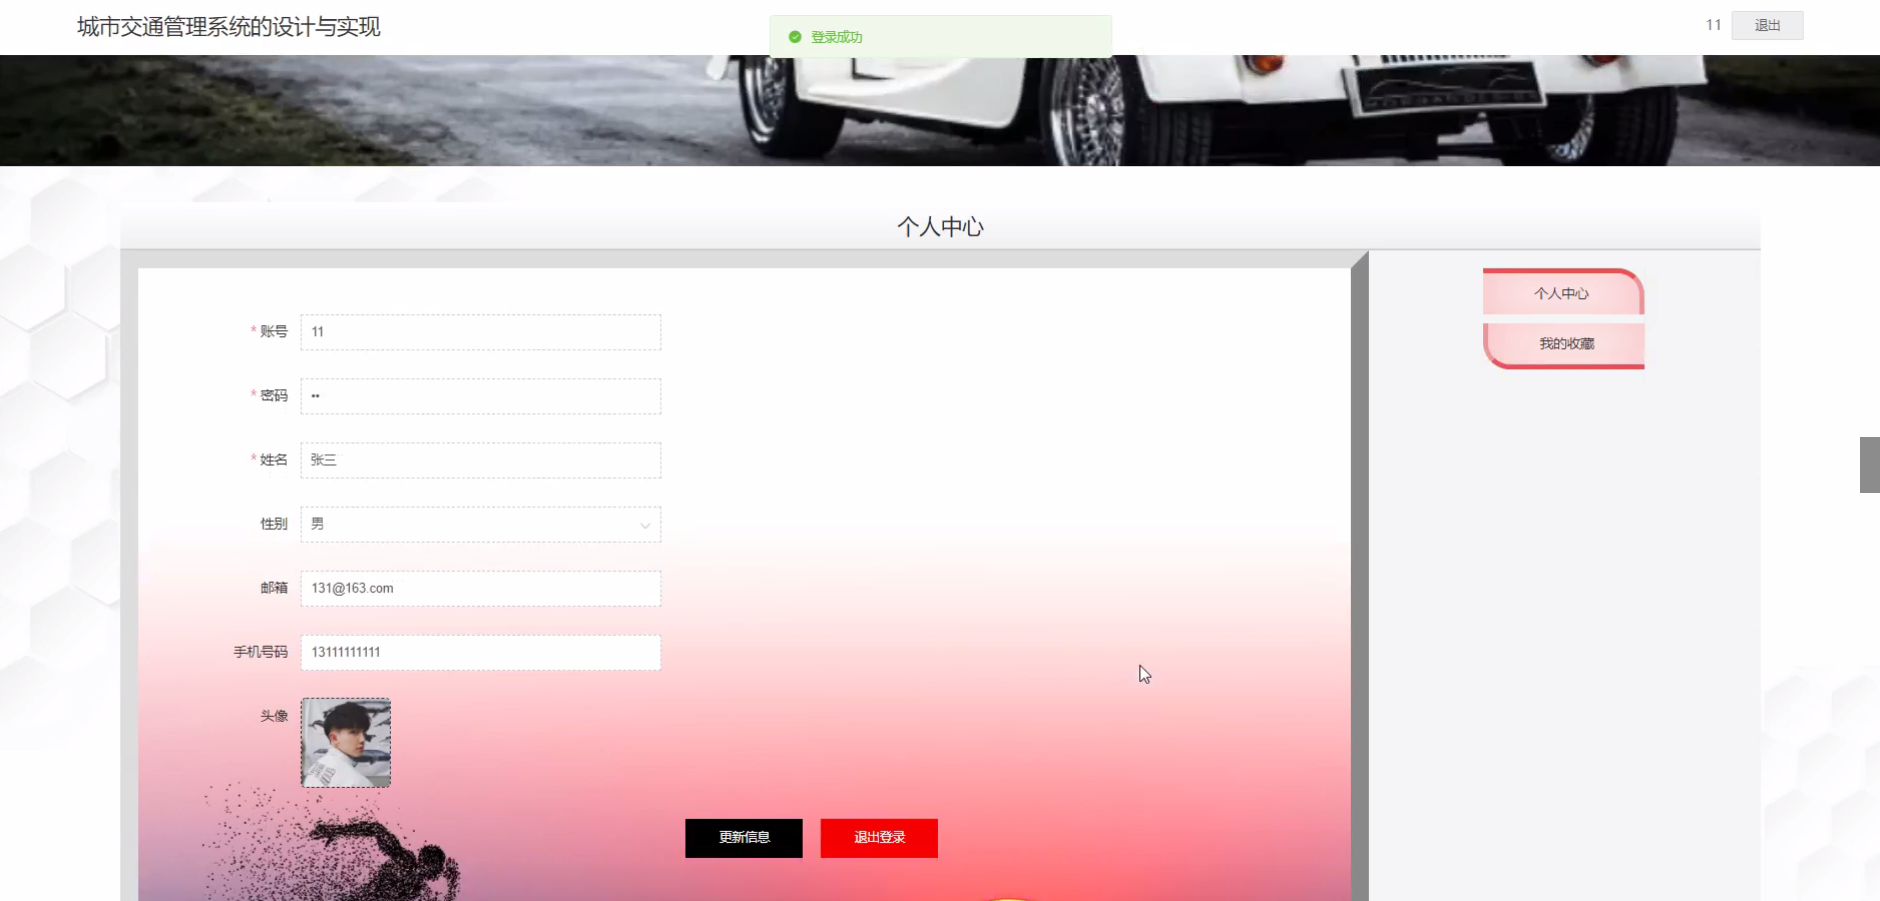 城市交通管理系统的设计与实现
登录成功
11
退出
个人中心
* 账号 11
* 密码 ••
* 姓名 张三
性别 男
邮箱 131@163.com
手机号码 13111111111
头像
更新信息
退出登录
个人中心
我的收藏